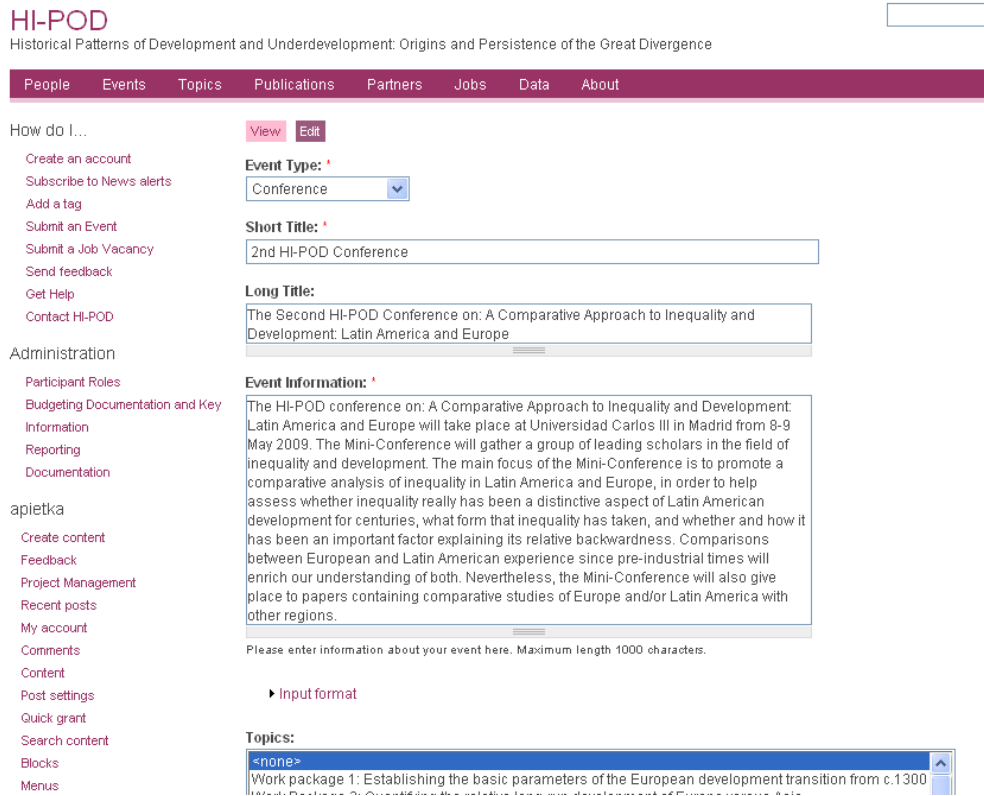 HI-POD
Historical Patterns of Development and Underdevelopment: Origins and Persistence of the Great Divergence
People Events Topics Publications Partners Jobs Data About
How do I...
Create an account
Subscribe to News alerts
Add a tag
Submit an Event
Submit a Job Vacancy
Send feedback
Get Help
Contact HI-POD
Administration
Participant Roles
Budgeting Documentation and Key
Information
Reporting
Documentation
apietka
Create content
Feedback
Project Management
Recent posts
My account
Comments
Content
Post settings
Quick grant
Search content
Blocks
Menus
View Edit
Event Type: *
Conference
Short Title: *
2nd HI-POD Conference
Long Title:
The Second HI-POD Conference on: A Comparative Approach to Inequality and
Development: Latin America and Europe
Event Information: *
The HI-POD conference on: A Comparative Approach to Inequality and Development:
Latin America and Europe will take place at Universidad Carlos III in Madrid from 8-9
May 2009. The Mini-Conference will gather a group of leading scholars in the field of
inequality and development. The main focus of the Mini-Conference is to promote a
comparative analysis of inequality in Latin America and Europe, in order to help
assess whether inequality really has been a distinctive aspect of Latin American
development for centuries, what form that inequality has taken, and whether and how it
has been an important factor explaining its relative backwardness. Comparisons
between European and Latin American experience since pre-industrial times will
enrich our understanding of both. Nevertheless, the Mini-Conference will also give
place to papers containing comparative studies of Europe and/or Latin America with
other regions.
Please enter information about your event here. Maximum length 1000 characters.
Input format
Topics:
<none>
Work package 1: Establishing the basic parameters of the European development transition from c.1300
Work Package 2: Quantifying the relative long-run development of Europe versus Asia